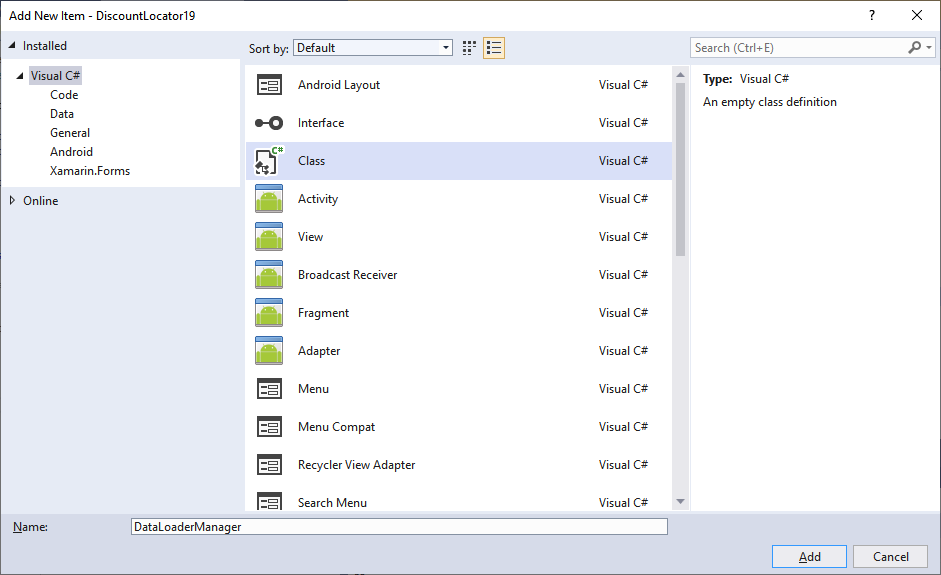 Add New Item - DiscountLocator19
?
Installed
Sort by: Default
Search (Ctrl+E)
Visual C#
Code
Data
General
Android
Xamarin.Forms
Online
Android Layout Visual C#
Interface Visual C#
C#
Class Visual C#
Activity Visual C#
View Visual C#
Broadcast Receiver Visual C#
Fragment Visual C#
Adapter Visual C#
Menu Visual C#
Menu Compat Visual C#
Recycler View Adapter Visual C#
Search Menu Visual C#
Type: Visual C#
An empty class definition
Name: DataLoaderManager
Add Cancel